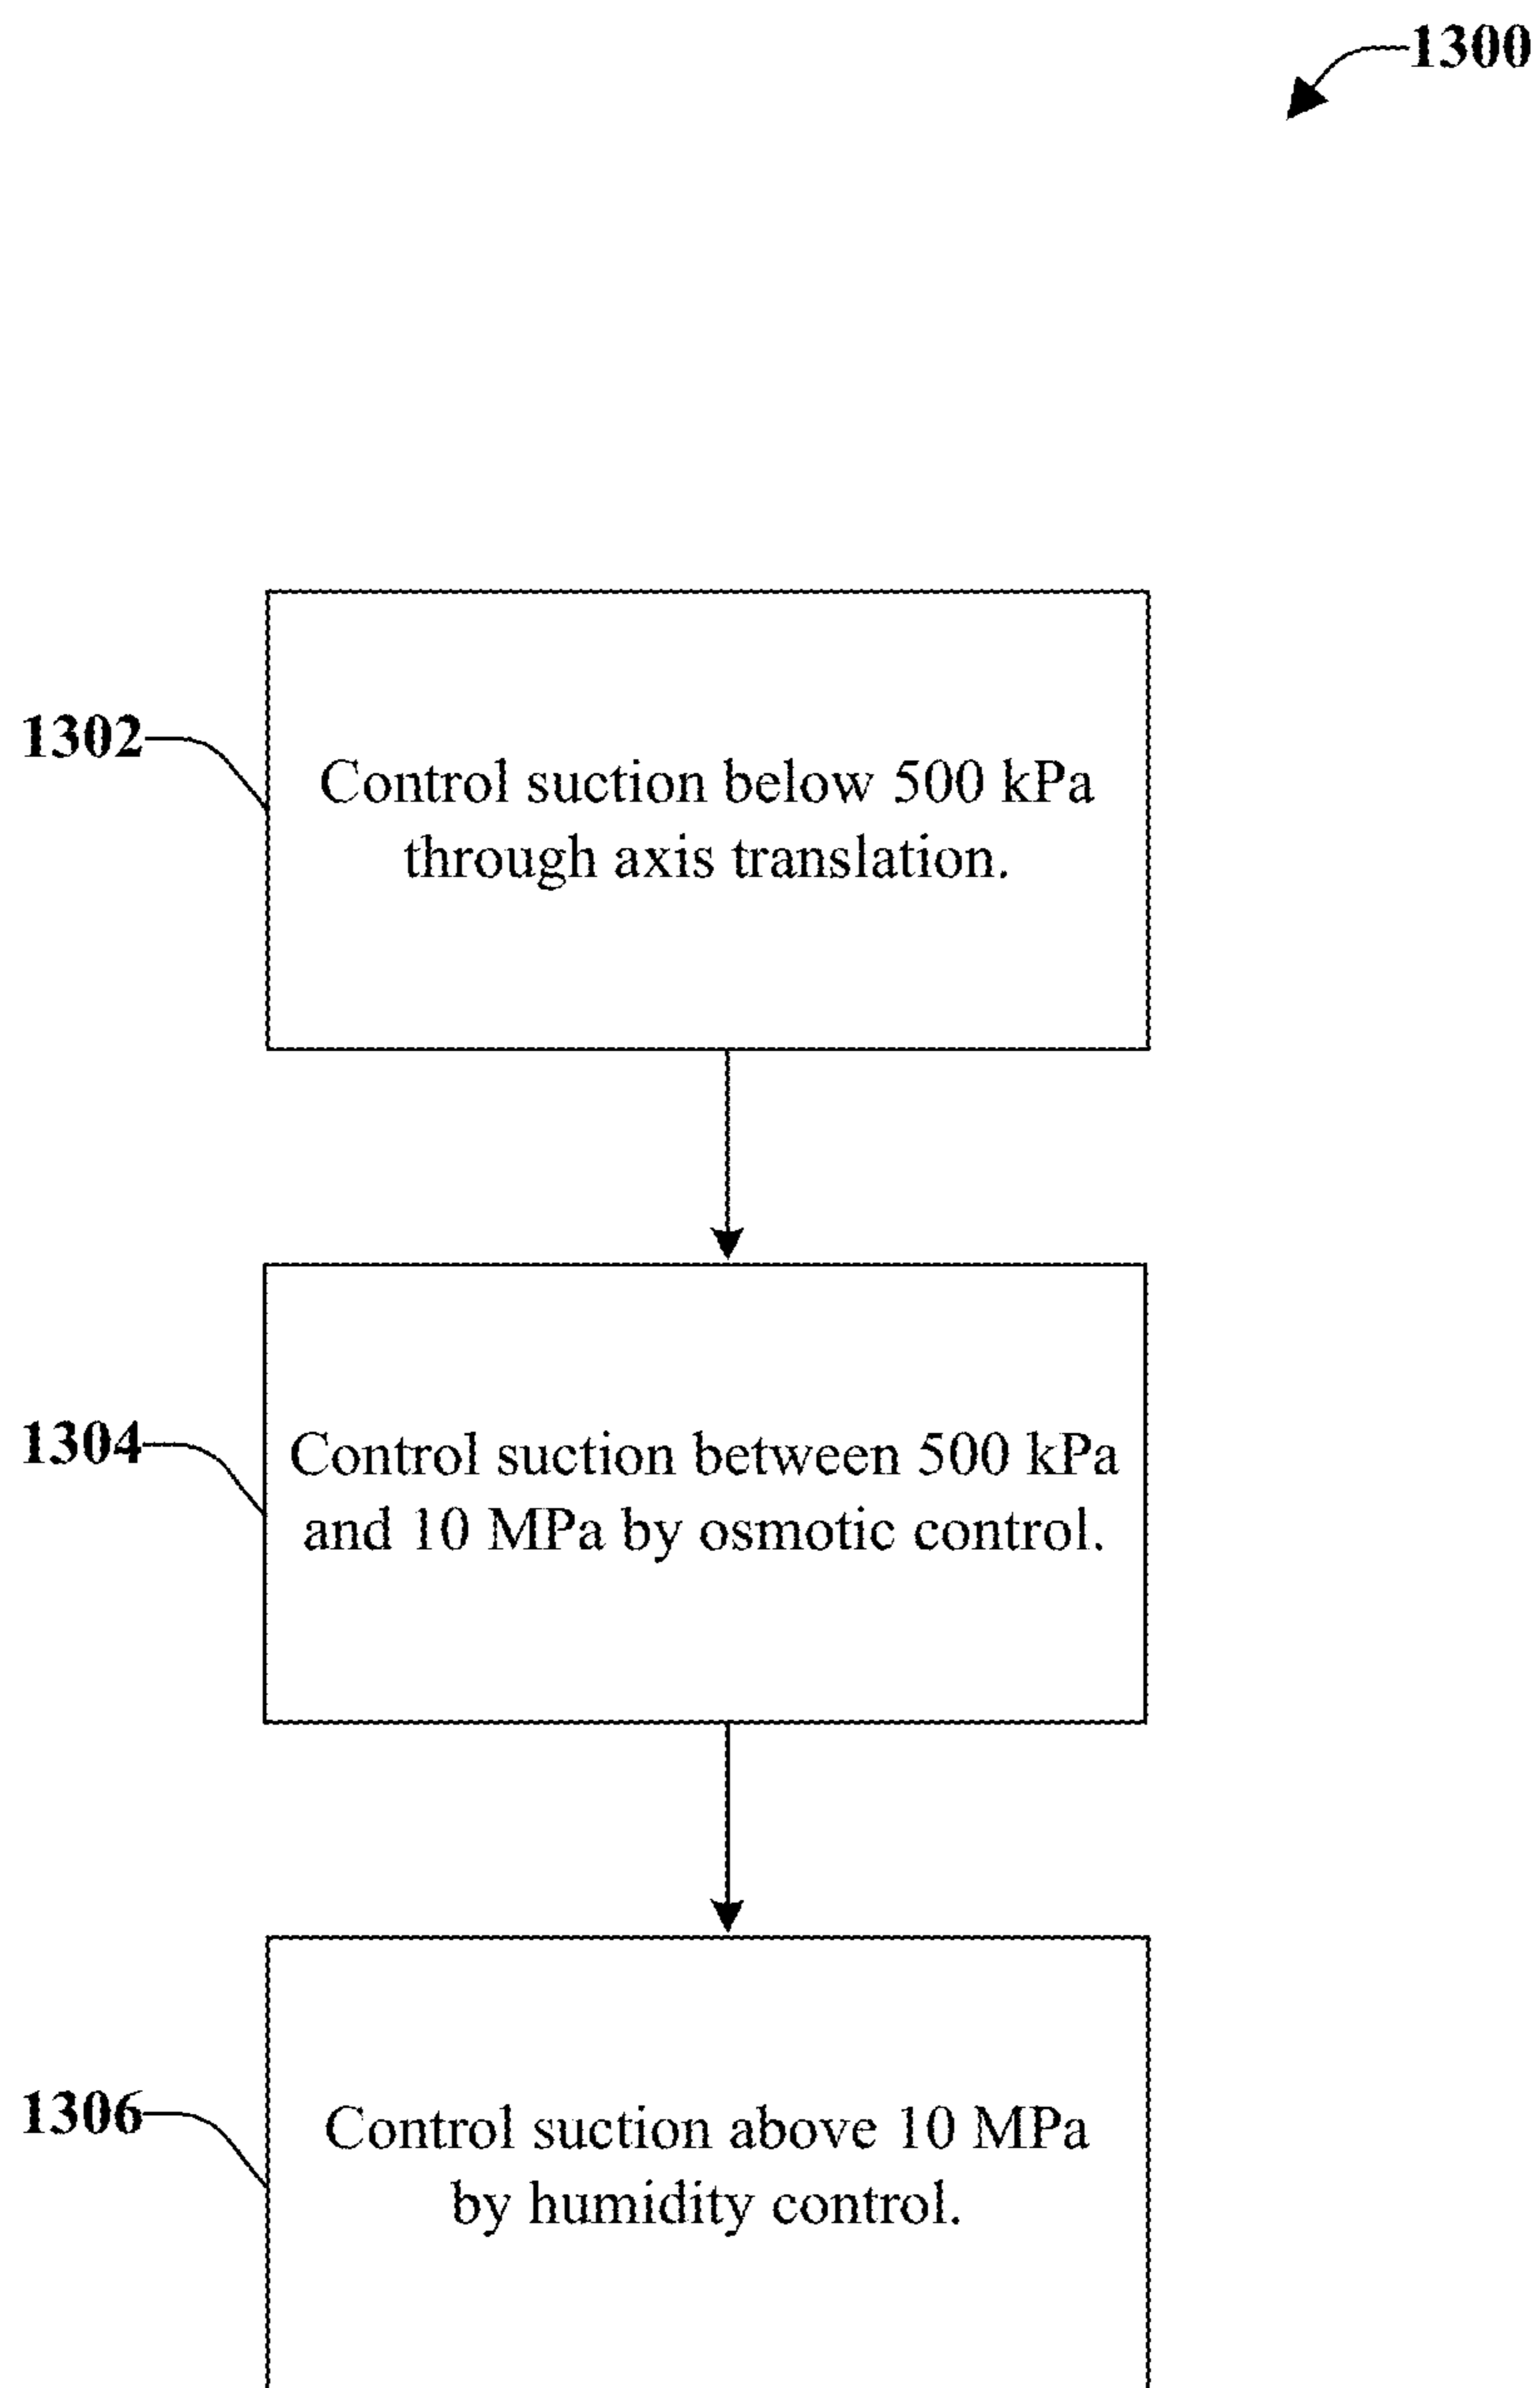 1300
1302
Control suction below 500 kPa
through axis translation.
1304
Control suction between 500 kPa
and 10 MPa by osmotic control.
1306
Control suction above 10 MPa
by humidity control.